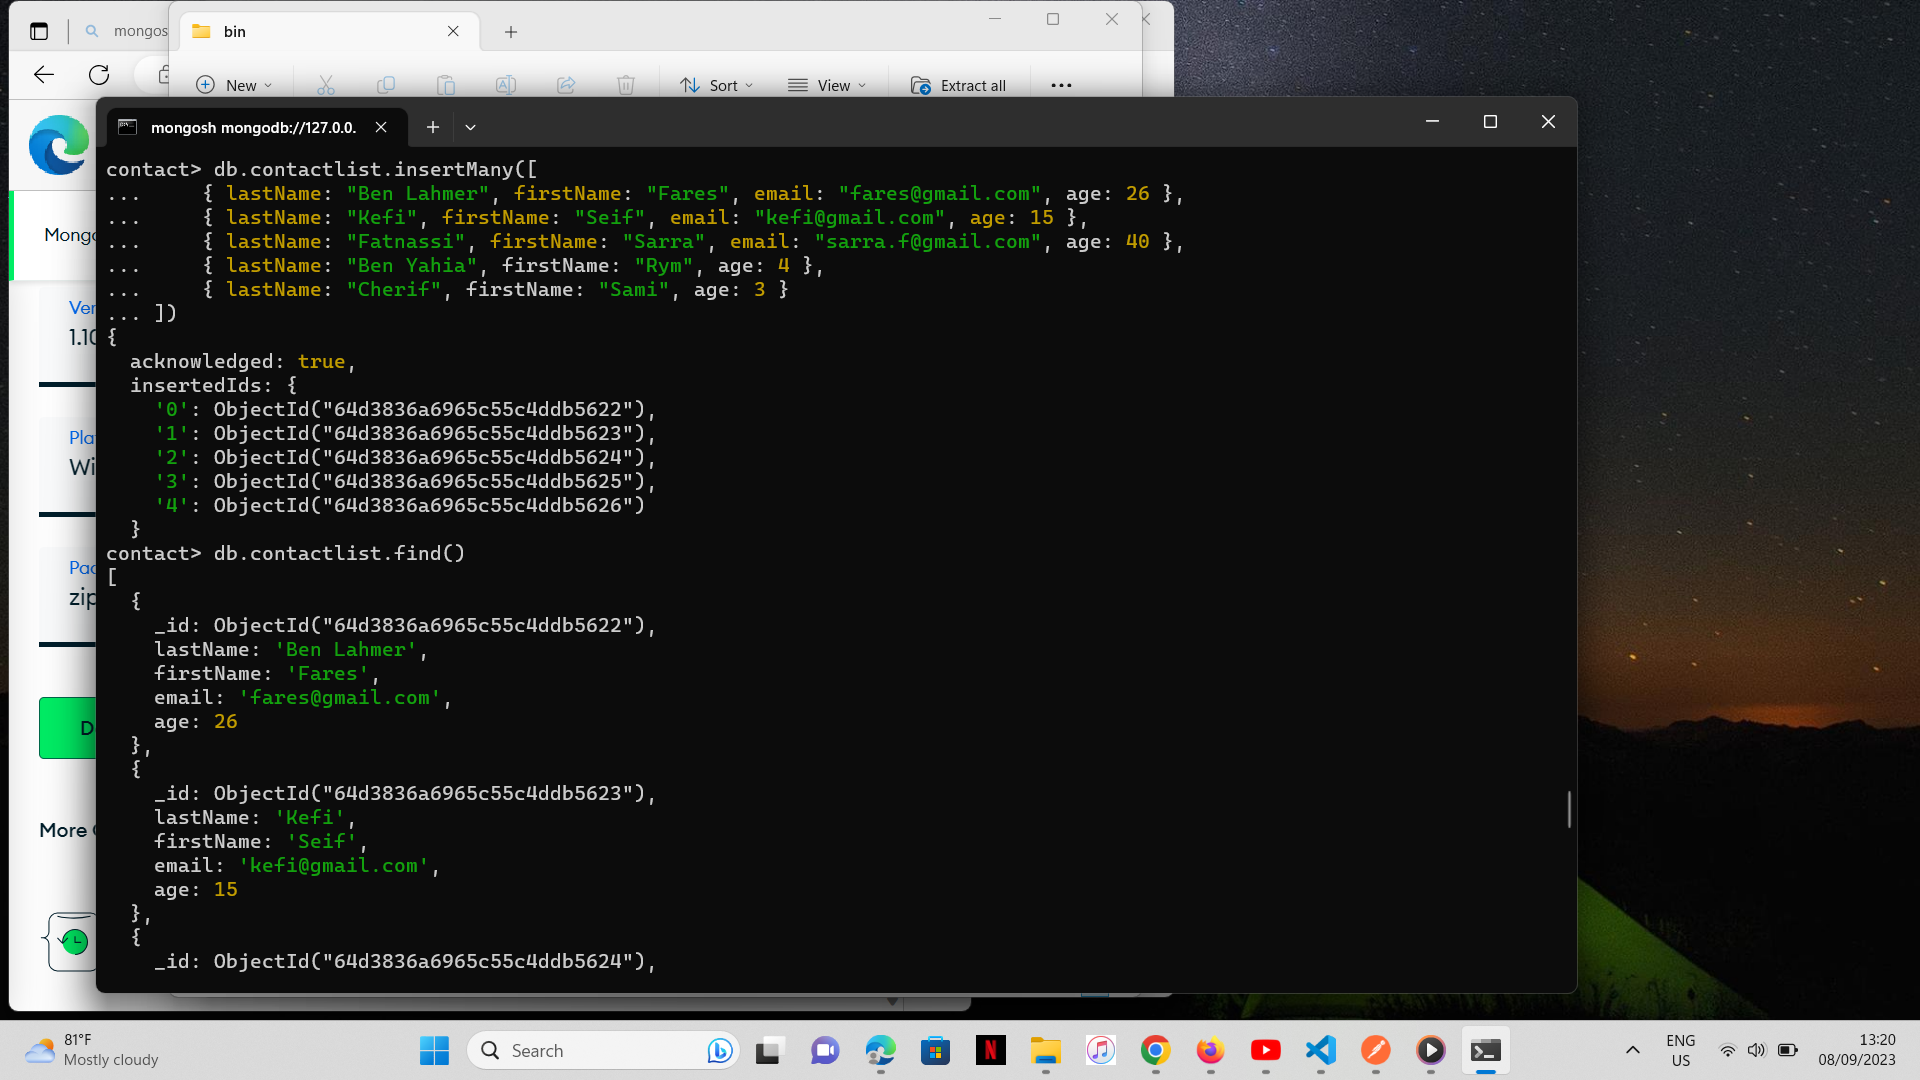 mongos
bin
New
Sort
View
Extract all
mongosh mongodb://127.0.0.
contact> db.contactlist.insertMany([
...     { lastName: "Ben Lahmer", firstName: "Fares", email: "fares@gmail.com", age: 26 },
...     { lastName: "Kefi", firstName: "Seif", email: "kefi@gmail.com", age: 15 },
...     { lastName: "Fatnassi", firstName: "Sarra", email: "sarra.f@gmail.com", age: 40 },
...     { lastName: "Ben Yahia", firstName: "Rym", age: 4 },
...     { lastName: "Cherif", firstName: "Sami", age: 3 }
... ])
{
  acknowledged: true,
  insertedIds: {
    '0': ObjectId("64d3836a6965c55c4ddb5622"),
    '1': ObjectId("64d3836a6965c55c4ddb5623"),
    '2': ObjectId("64d3836a6965c55c4ddb5624"),
    '3': ObjectId("64d3836a6965c55c4ddb5625"),
    '4': ObjectId("64d3836a6965c55c4ddb5626")
  }
contact> db.contactlist.find()
[
  {
    _id: ObjectId("64d3836a6965c55c4ddb5622"),
    lastName: 'Ben Lahmer',
    firstName: 'Fares',
    email: 'fares@gmail.com',
    age: 26
  },
  {
    _id: ObjectId("64d3836a6965c55c4ddb5623"),
    lastName: 'Kefi',
    firstName: 'Seif',
    email: 'kefi@gmail.com',
    age: 15
  },
  {
    _id: ObjectId("64d3836a6965c55c4ddb5624"),
Mongo
Ver
1.10
Pla
Wi
Pac
zip
D
More
81°F
Mostly cloudy
Search
ENG
US
13:20
08/09/2023